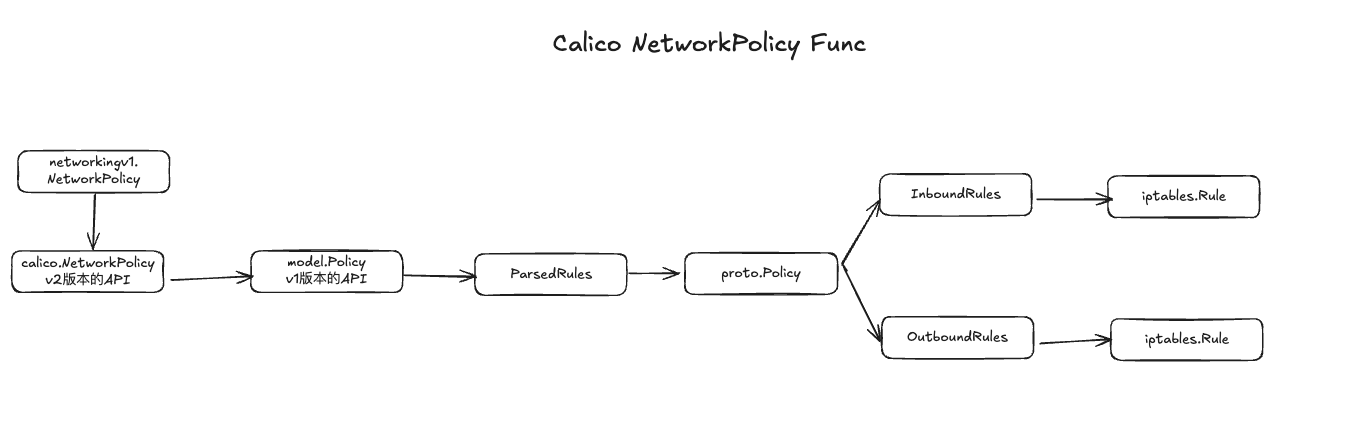 Calico NetworkPolicy Func
networkingv1.
NetworkPolicy
calico.NetworkPolicy
v2版本的API
model.Policy
v1版本的API
ParsedRules
proto.Policy
InboundRules
iptables.Rule
OutboundRules
iptables.Rule